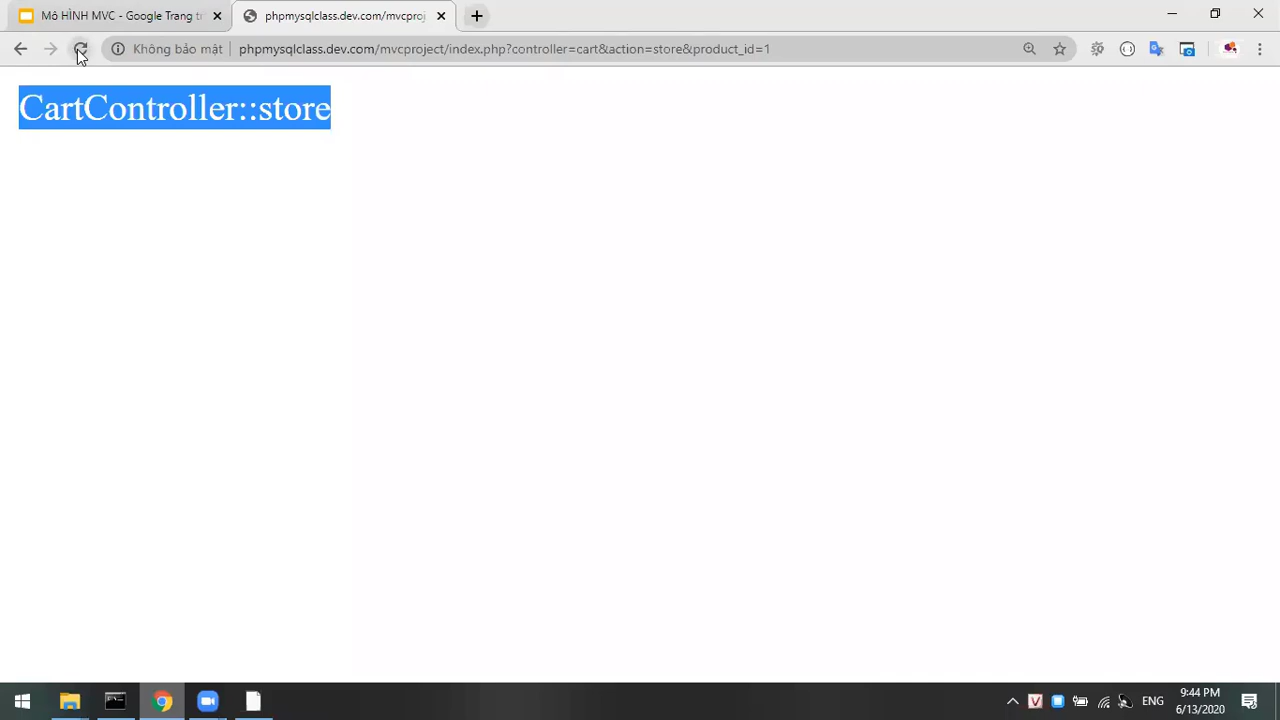 Mô HÌNH MVC - Google Trang tr
phpmysqlclass.dev.com/mvcproj
Không bảo mật
phpmysqlclass.dev.com/mvcproject/index.php?controller=cart&action=store&product_id=1
CartController::store
V
ENG
9:44 PM
6/13/2020